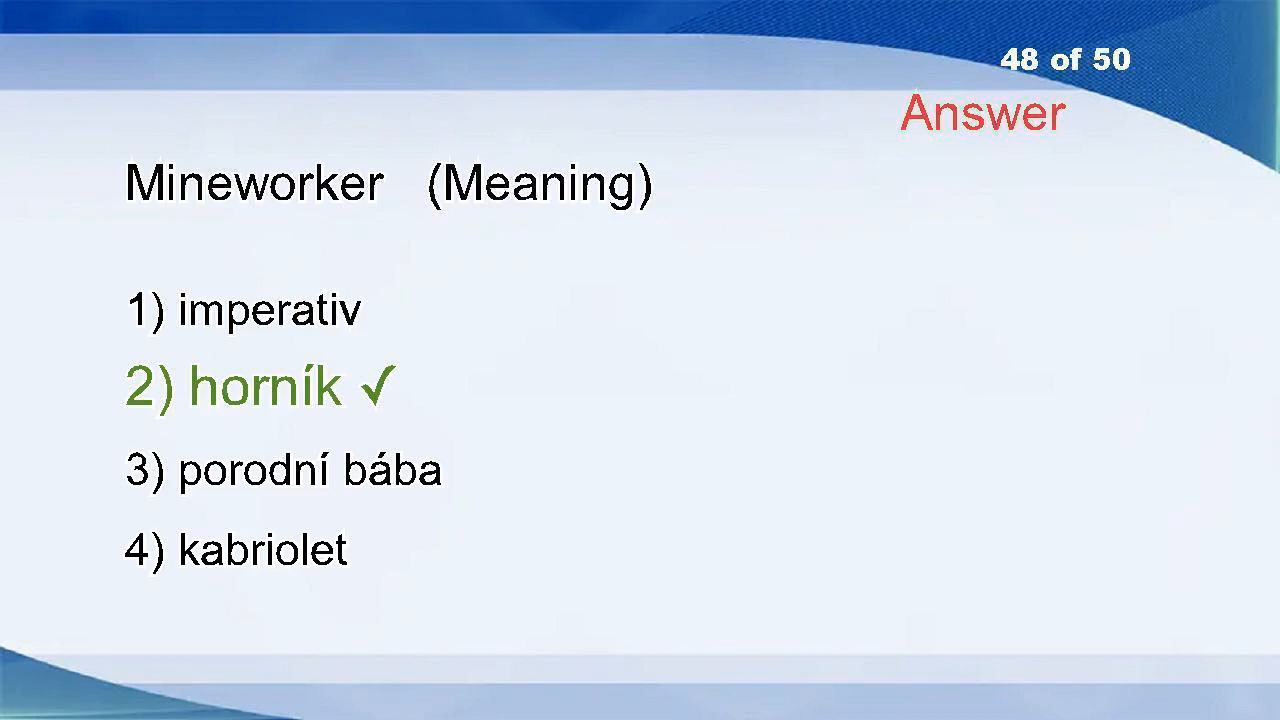 48 of 50
Answer
Mineworker (Meaning)
1) imperativ
2) horník ✓
3) porodní bába
4) kabriolet